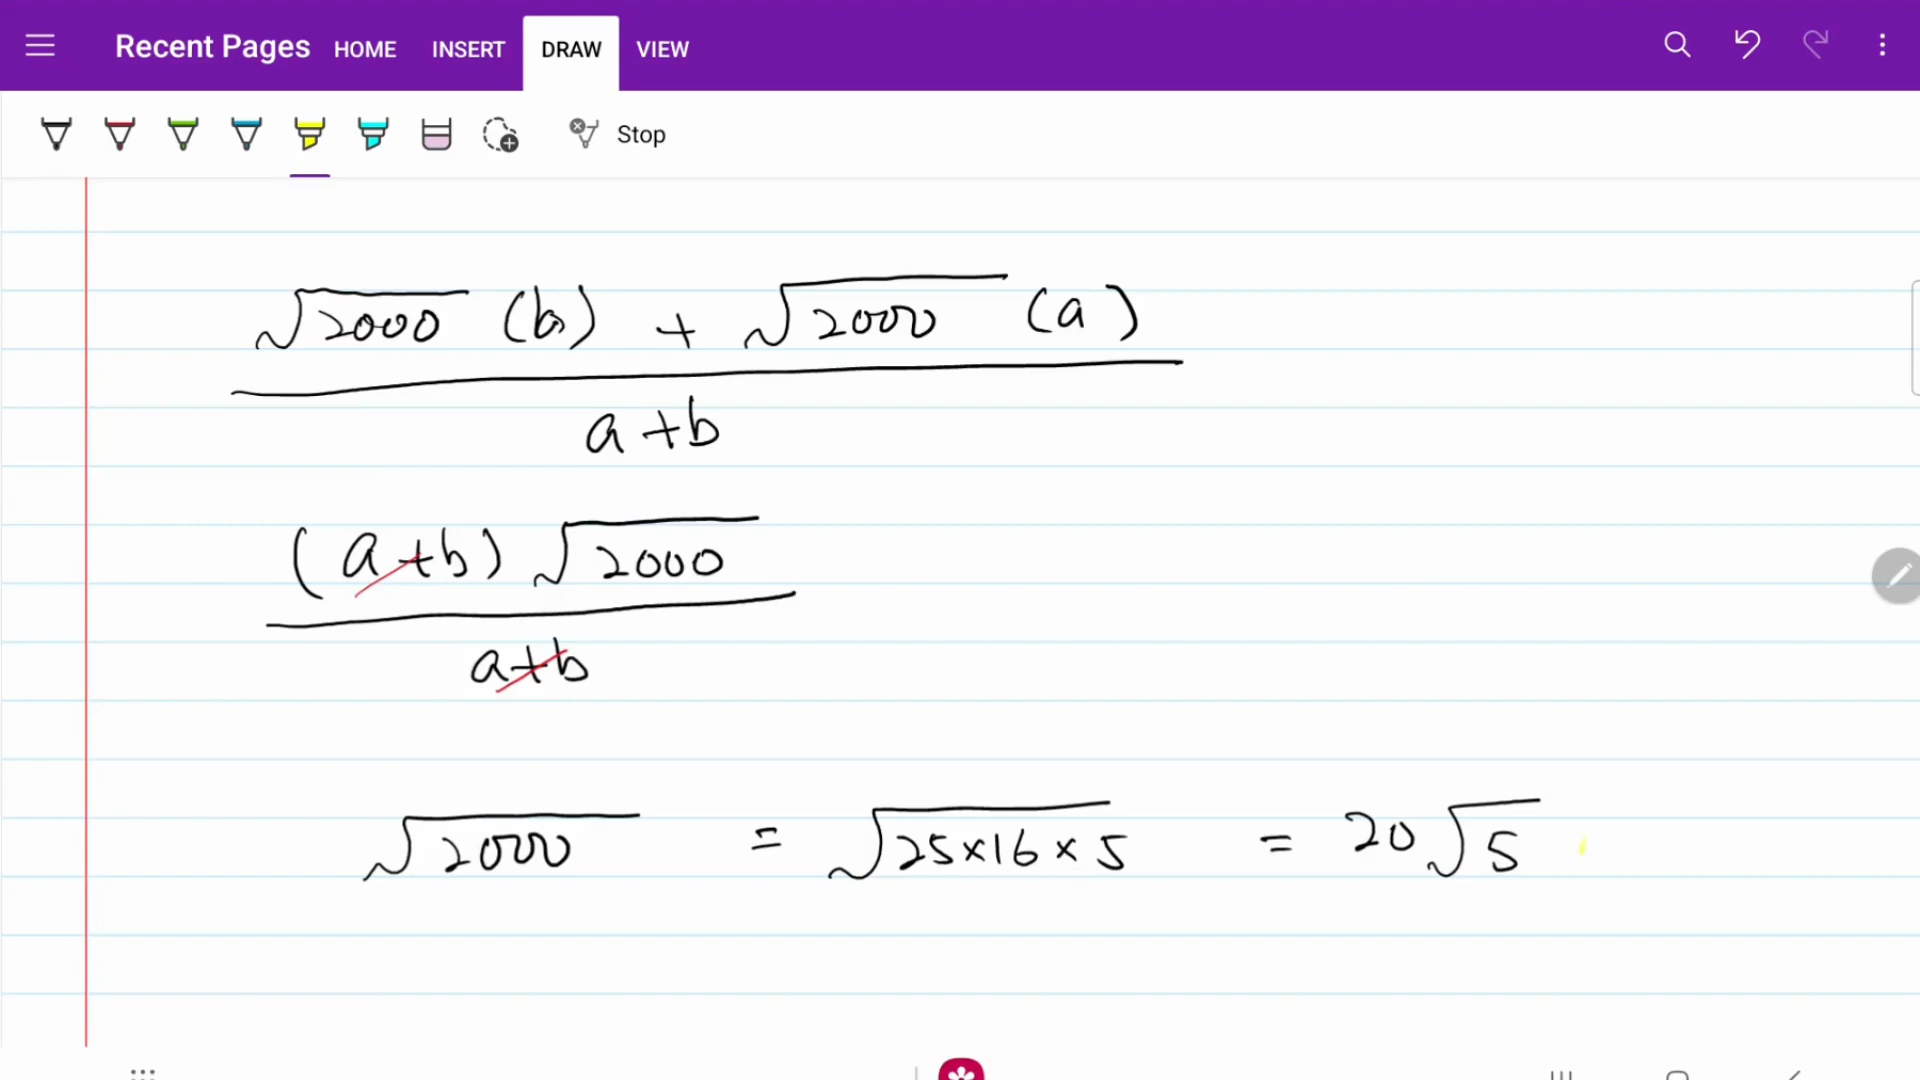 Recent Pages HOME INSERT DRAW VIEW
Stop
√2000 (b) + √2000 (a)
a+b
(a+b) √2000
a+b
√2000 = √25×16×5 = 20√5